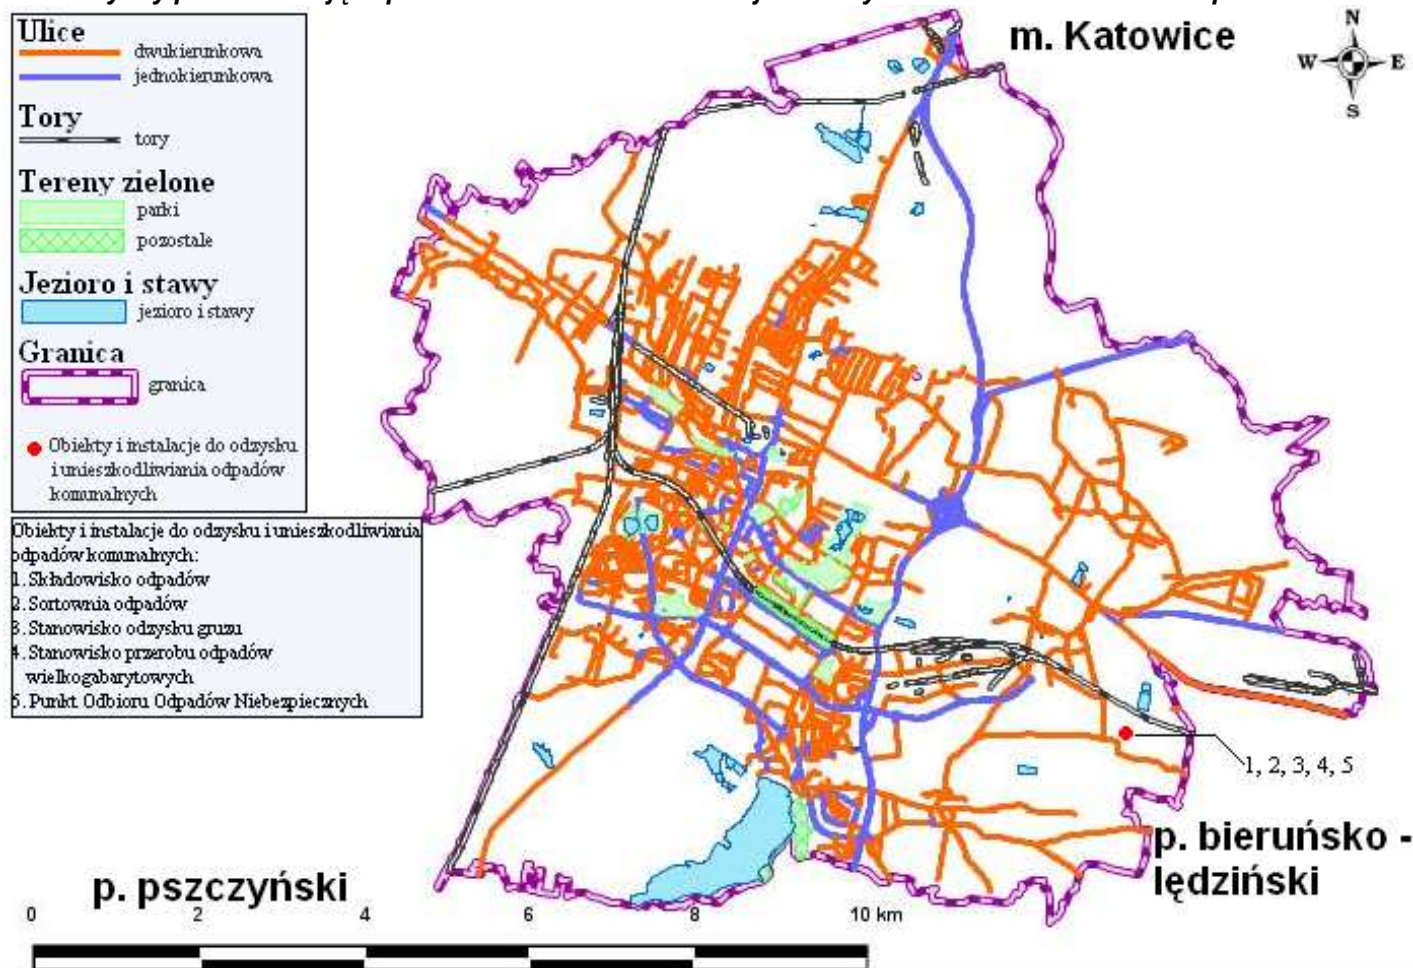 Ulice
dwukierunkowa
jednokierunkowa
Tory
tory
Tereny zielone
parki
pozostałe
Jezioro i stawy
jezioro i stawy
Granica
granica
Obiekty i instalacje do odzysku
i unieszkodliwiania odpadów
komunalnych
Obiekty i instalacje do odzysku i unieszkodliwiania
odpadów komunalnych:
1. Składowisko odpadów
2. Sortownia odpadów
3. Stanowisko odzysku gruzu
4. Stanowisko przerobu odpadów
wielkogabarytowych
5. Punkt Odbioru Odpadów Niebezpiecznych
m. Katowice
N
W E
S
1, 2, 3, 4, 5
p. bieruńsko -
lędziński
p. pszczyński
0 2 4 6 8 10 km